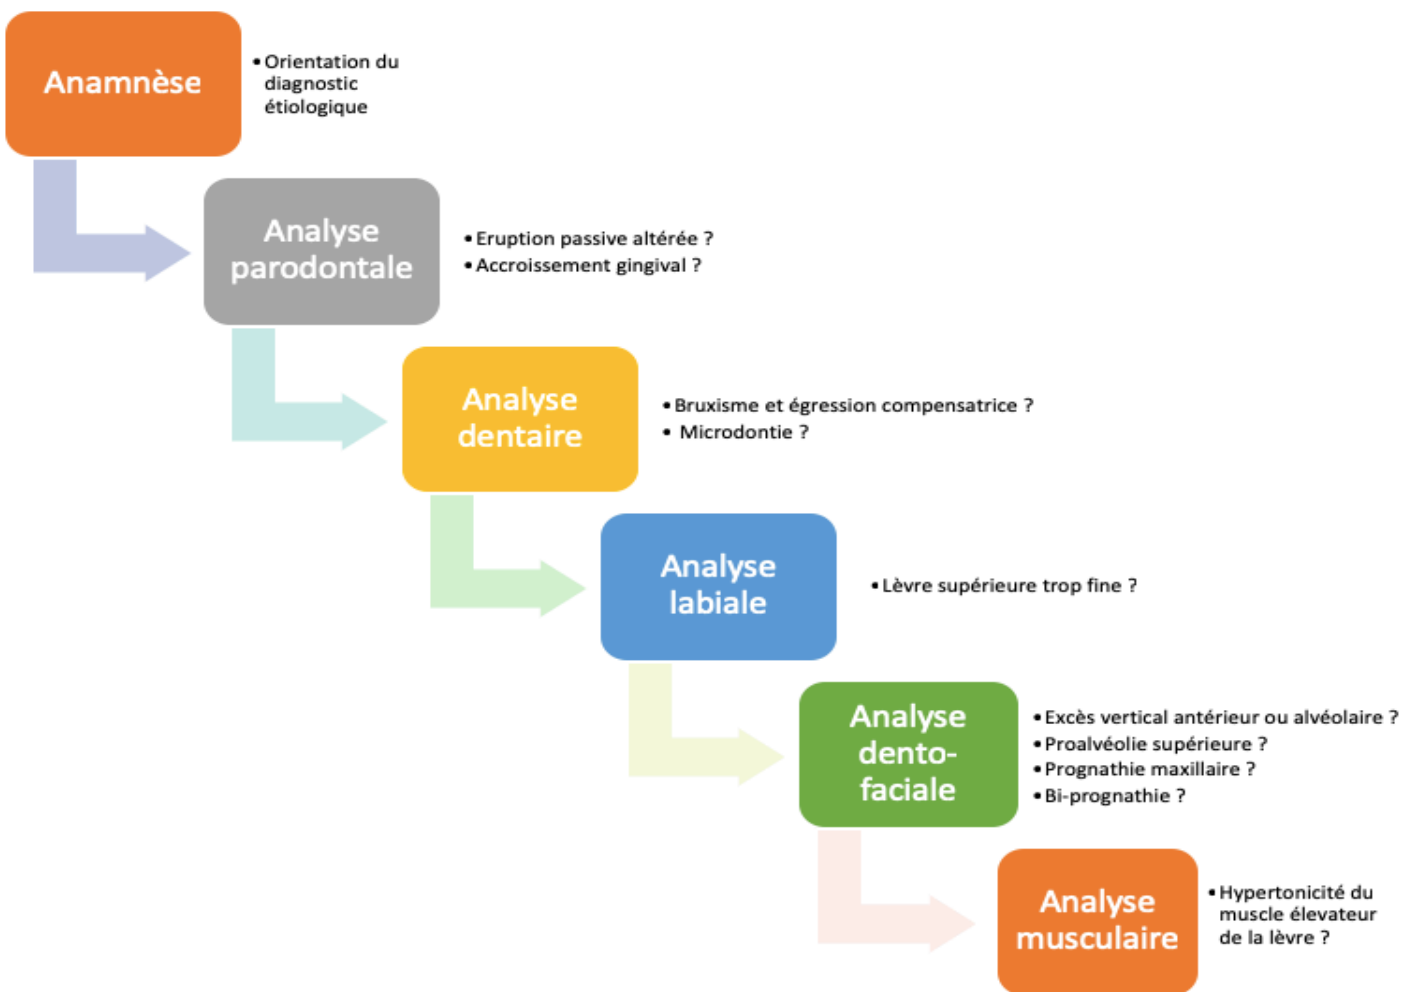 Anamnèse
• Orientation du
diagnostic
étiologique
Analyse
parodontale
• Eruption passive altérée ?
• Accroissement gingival ?
Analyse
dentaire
• Bruxisme et égression compensatrice ?
• Microdontie ?
Analyse
labiale
• Lèvre supérieure trop fine ?
Analyse
dento-
faciale
• Excès vertical antérieur ou alvéolaire ?
• Proalvéolie supérieure ?
• Prognathie maxillaire ?
• Bi-prognathie ?
Analyse
musculaire
• Hypertonicité du
muscle élevateur
de la lèvre ?